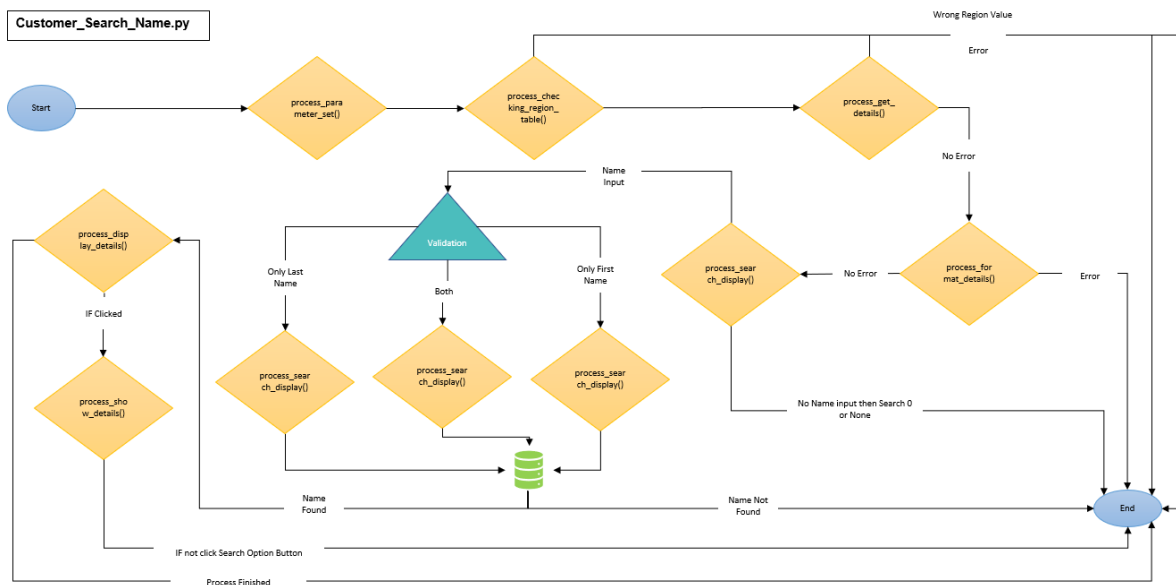 Customer_Search_Name.py
Wrong Region Value
Error
Start
process_para
meter_set()
process_chec
king_region_
table()
process_get_
details()
No Error
Name
Input
process_disp
lay_details()
Validation
Only Last
Name
Both
Only First
Name
process_sear
ch_display()
No Error
process_for
mat_details()
Error
IF Clicked
process_sho
w_details()
process_sear
ch_display()
process_sear
ch_display()
process_sear
ch_display()
No Name input then Search 0
or None
Name
Found
Name Not
Found
End
IF not click Search Option Button
Process Finished